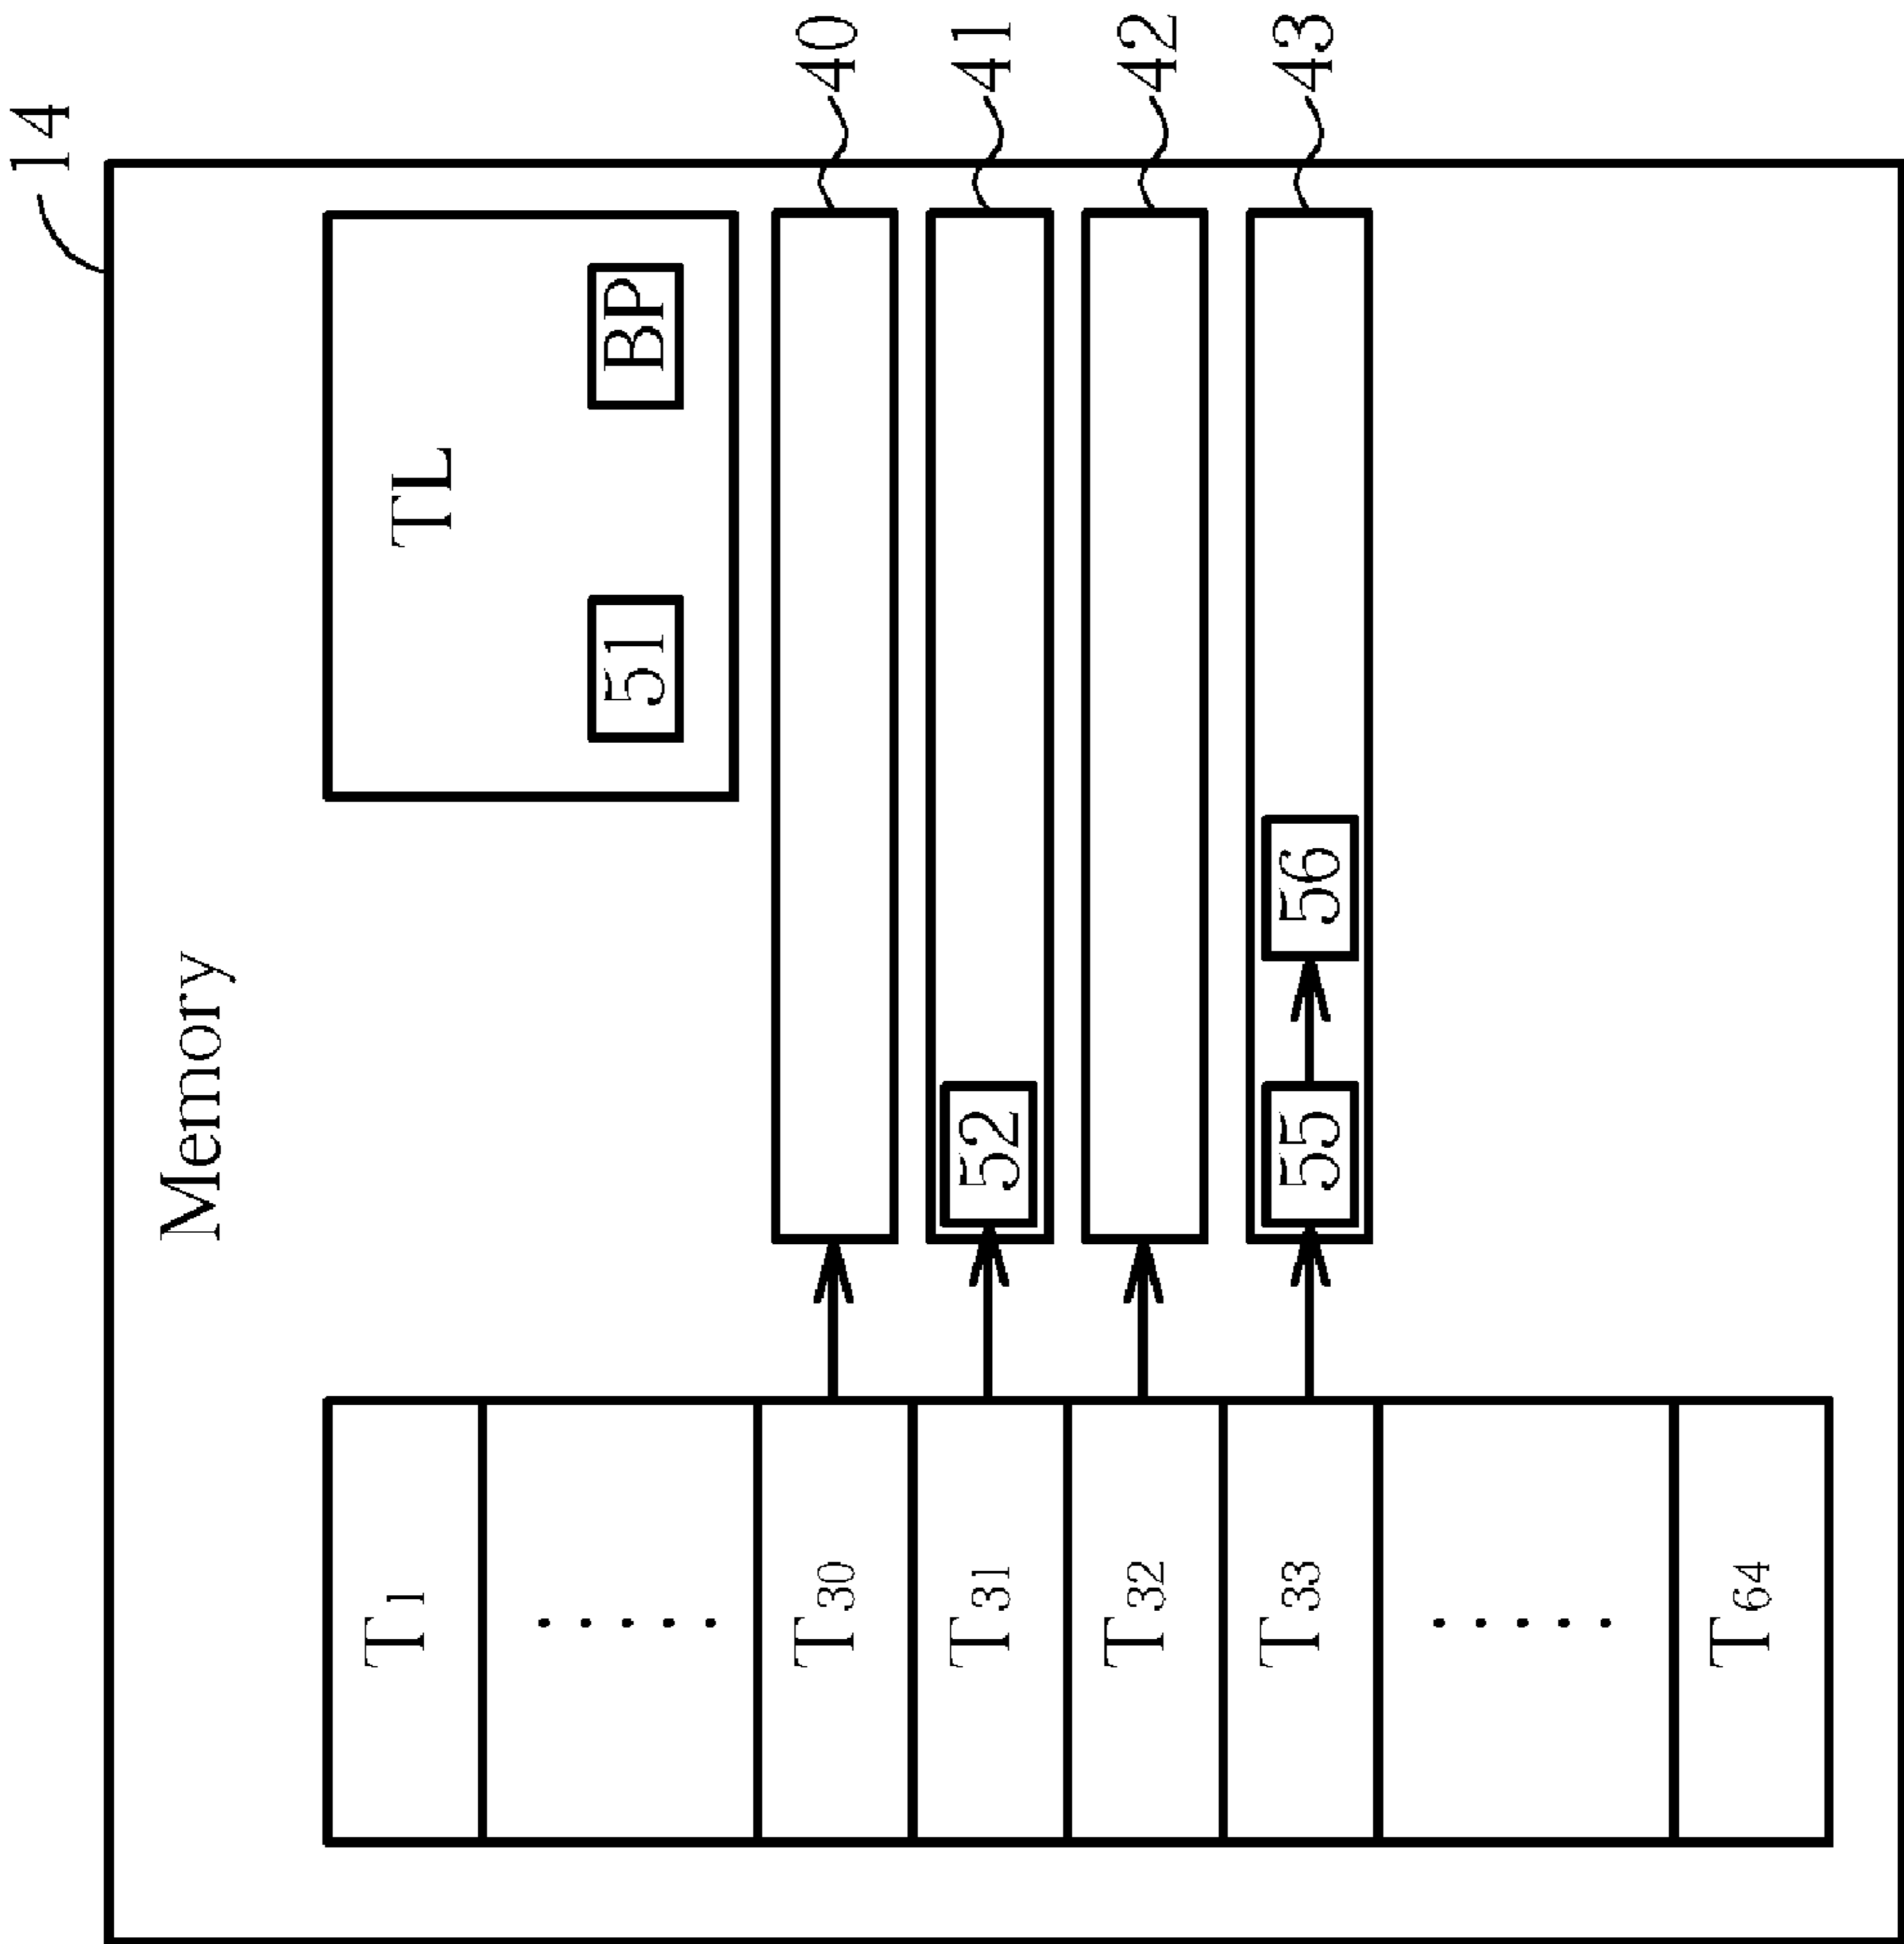 14
Memory
T1
.....
T30
T31
T32
T33
.....
T64
TL
51
BP
40
52
41
42
55
56
43